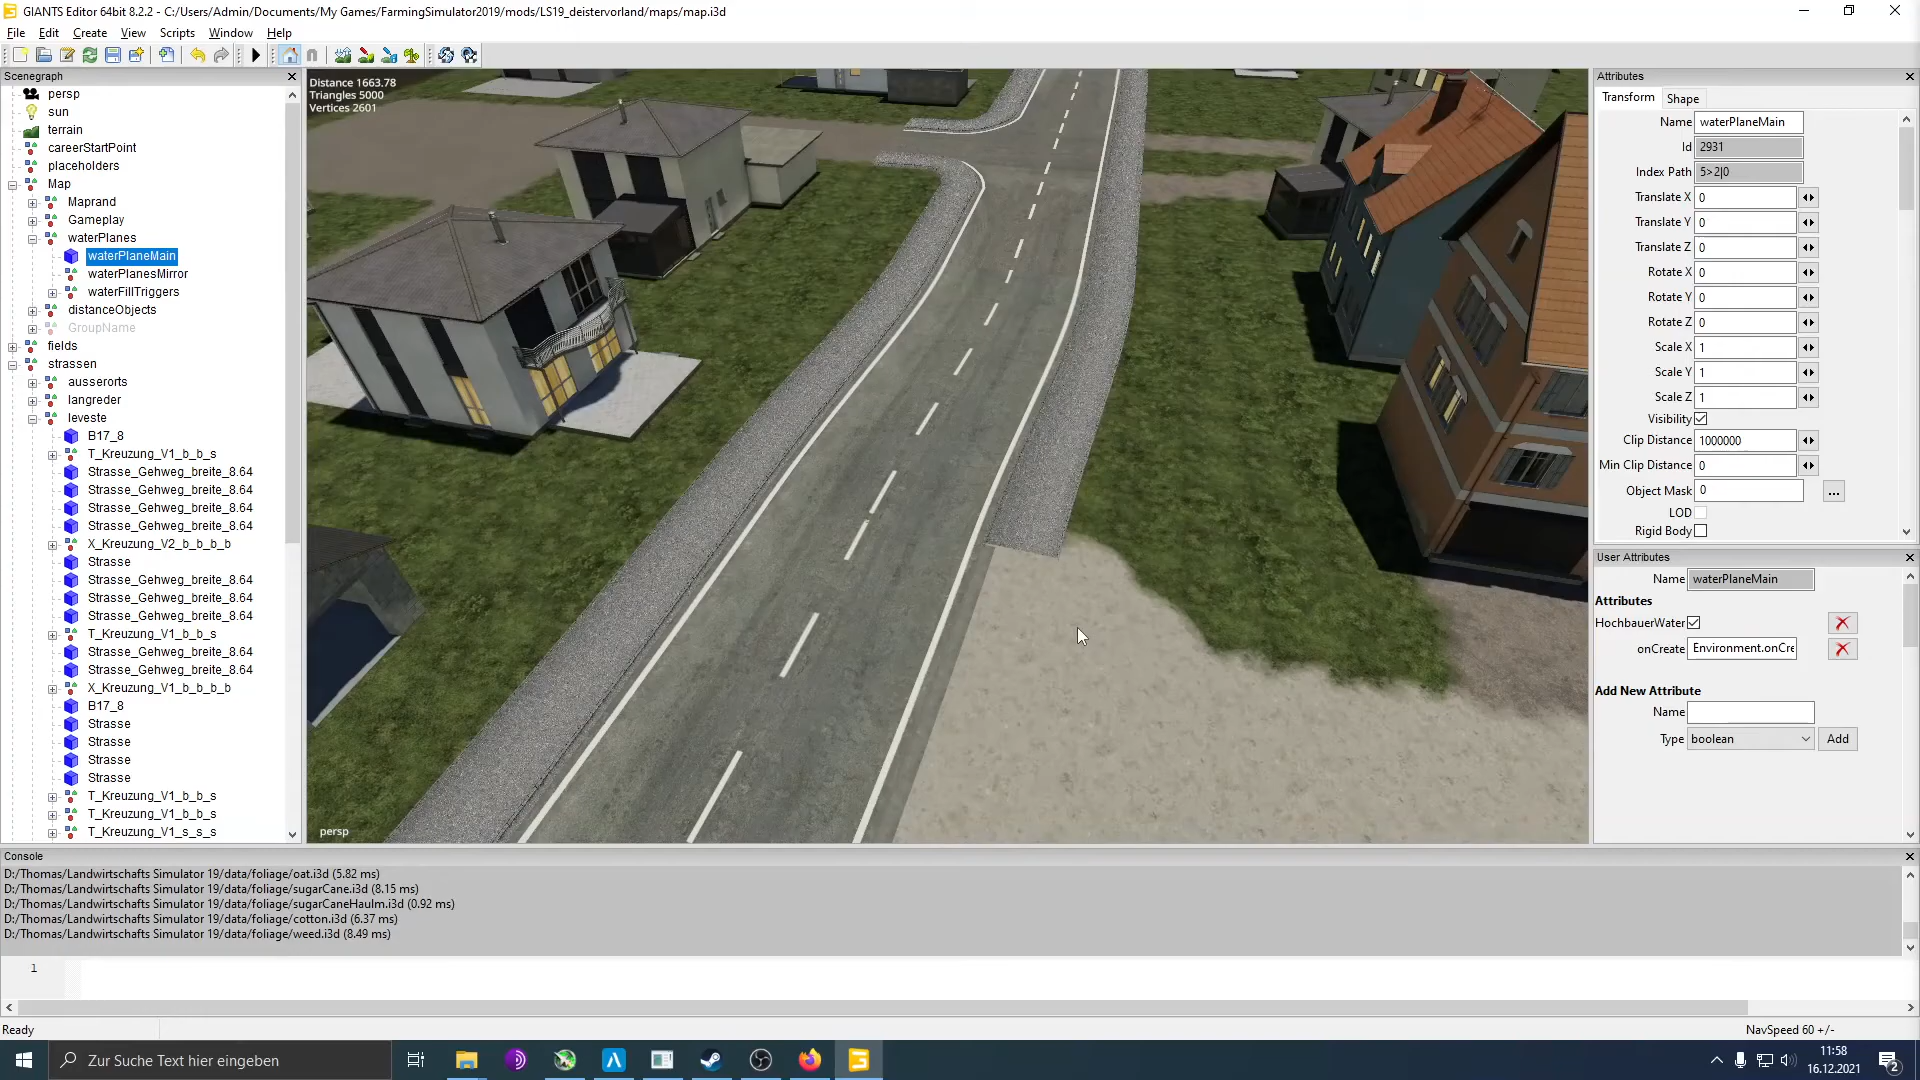 GIANTS Editor 64bit 8.2.2 - C:/Users/Admin/Documents/My Games/FarmingSimulator2019/mods/LS19_deistervorland/maps/map.i3d
File Edit Create View Scripts Window Help
Scenegraph
persp
sun
terrain
careerStartPoint
placeholders
Map
Maprand
Gameplay
waterPlanes
waterPlaneMain
waterPlanesMirror
waterFillTriggers
distanceObjects
GroupName
fields
strassen
ausserorts
langreder
leveste
B17_8
T_Kreuzung_V1_b_b_s
Strasse_Gehweg_breite_8.64
Strasse_Gehweg_breite_8.64
Strasse_Gehweg_breite_8.64
Strasse_Gehweg_breite_8.64
X_Kreuzung_V2_b_b_b_b
Strasse
Strasse_Gehweg_breite_8.64
Strasse_Gehweg_breite_8.64
Strasse_Gehweg_breite_8.64
T_Kreuzung_V1_b_b_s
Strasse_Gehweg_breite_8.64
Strasse_Gehweg_breite_8.64
X_Kreuzung_V1_b_b_b_b
B17_8
Strasse
Strasse
Strasse
Strasse
T_Kreuzung_V1_b_b_s
T_Kreuzung_V1_b_b_s
T_Kreuzung_V1_s_s_s
Distance 1663.78
Triangles 5000
Vertices 2601
persp
Attributes
Transform Shape
Name waterPlaneMain
Id 2931
Index Path 5>2|0
Translate X 0
Translate Y 0
Translate Z 0
Rotate X 0
Rotate Y 0
Rotate Z 0
Scale X 1
Scale Y 1
Scale Z 1
Visibility
Clip Distance 1000000
Min Clip Distance 0
Object Mask 0 ...
LOD
Rigid Body
User Attributes
Name waterPlaneMain
Attributes
HochbauerWater
onCreate Environment.onCre
Add New Attribute
Name
Type boolean Add
Console
D:/Thomas/Landwirtschafts Simulator 19/data/foliage/oat.i3d (5.82 ms)
D:/Thomas/Landwirtschafts Simulator 19/data/foliage/sugarCane.i3d (8.15 ms)
D:/Thomas/Landwirtschafts Simulator 19/data/foliage/sugarCaneHaulm.i3d (0.92 ms)
D:/Thomas/Landwirtschafts Simulator 19/data/foliage/cotton.i3d (6.37 ms)
D:/Thomas/Landwirtschafts Simulator 19/data/foliage/weed.i3d (8.49 ms)
1
Ready
NavSpeed 60 +/-
Zur Suche Text hier eingeben
11:58
16.12.2021
2